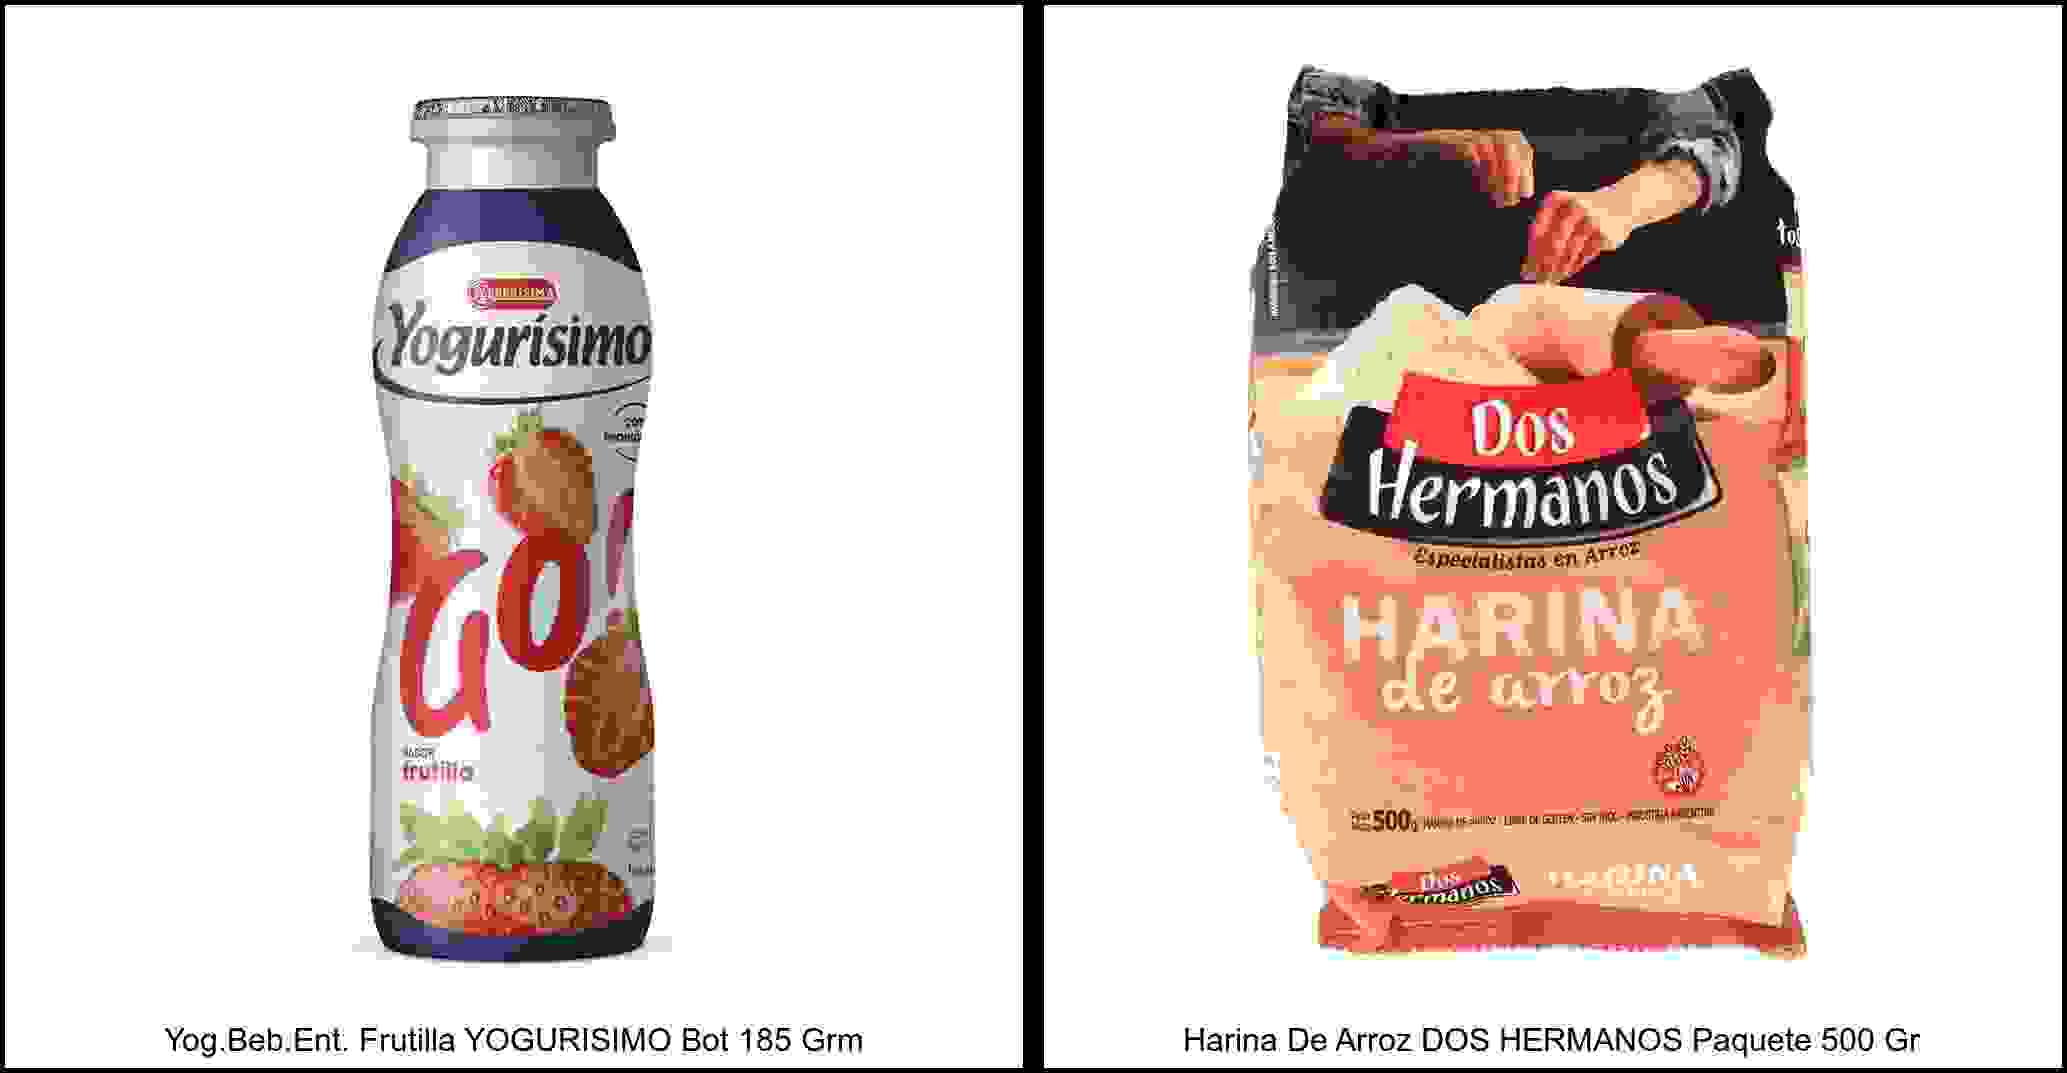 Yogurísimo
Go!
SABOR
frutilla
Yog.Beb.Ent. Frutilla YOGURISIMO Bot 185 Grm
Dos
Hermanos
Especialistas en Arroz
HARINA
de arroz
500g
Dos
Hermanos
HARINA
Harina De Arroz DOS HERMANOS Paquete 500 Gr